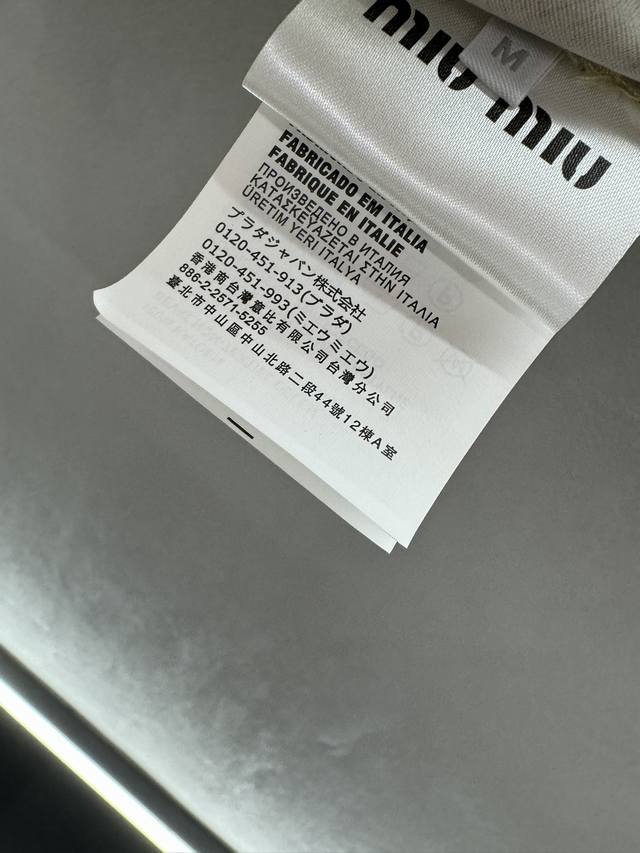 miu miu
M
FABRICADO EM ITALIA
FABRIQUE EN ITALIE
ПРОИЗВЕДЕНО В ИТАЛИЯ
ΚΑΤΑΣΚΕΥΑΖΕΤΑΙ ΣΤΗΝ ΙΤΑΛΙΑ
ÜRETIM YERI ITALYA
プラダジャパン株式会社
0120-451-913(プラダ)
0120-451-993(ミエウミエウ)
香港商台灣意比有限公司台灣分公司
886-2-2571-5255
臺北市中山區中山北路二段44號12樓A室